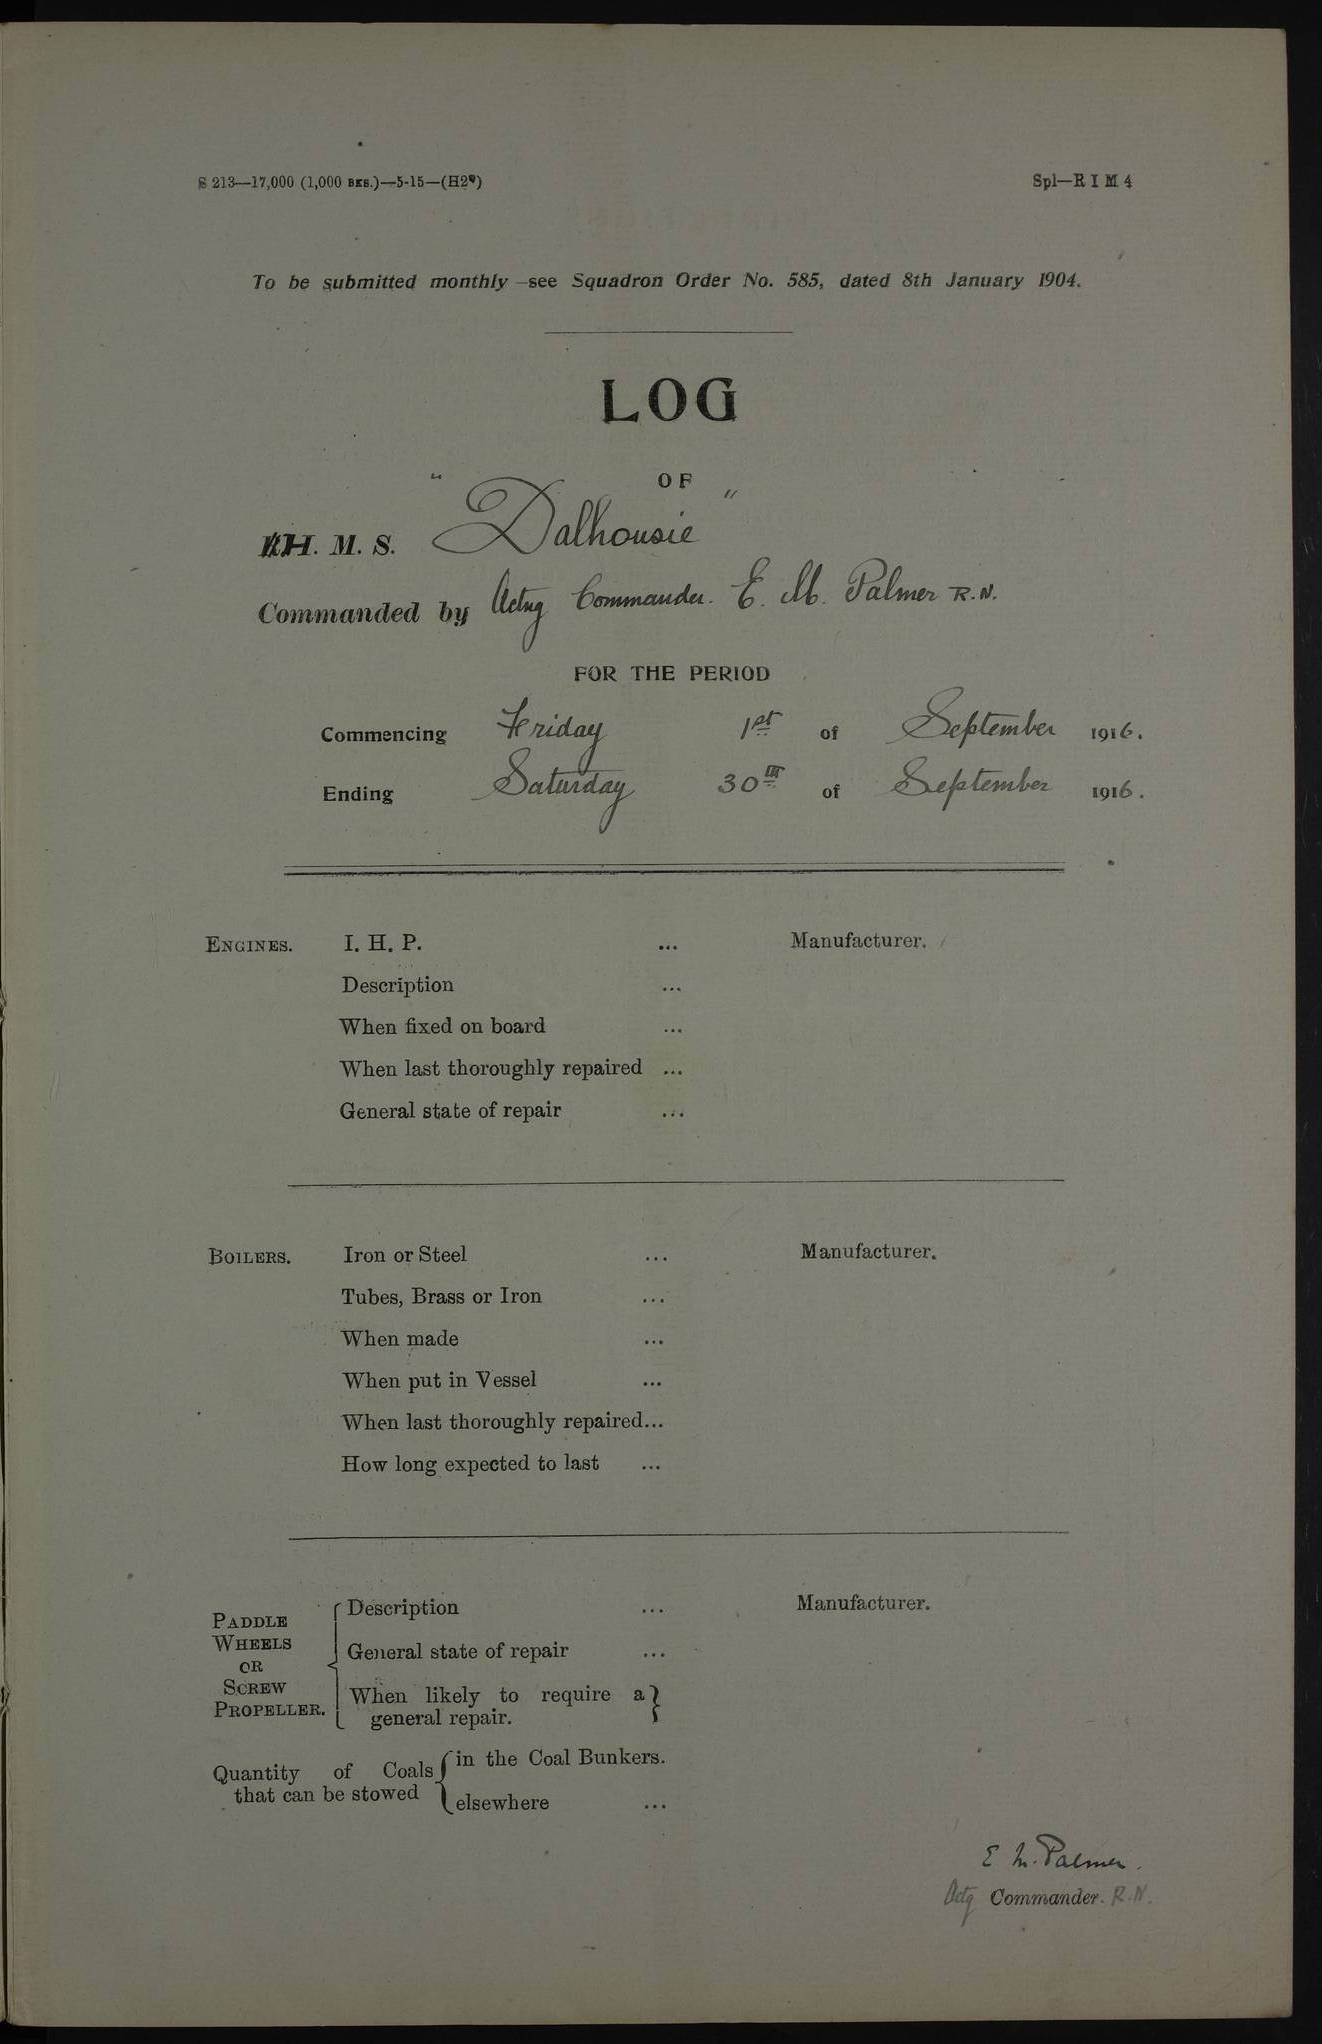 S 213—17,000 (1,000 BKS.)—5-15—(H2) Spl—R I M 4
To be submitted monthly—see Squadron Order No. 585, dated 8th January 1904.
LOG
OF
H. M. S. "Dalhousie"
Commanded by Actng Commander. E. M. Palmer R.N.
FOR THE PERIOD
Commencing Friday 1st of September 1916.
Ending Saturday 30th of September 1916.
ENGINES. I. H. P. ... Manufacturer.
Description ...
When fixed on board ...
When last thoroughly repaired ...
General state of repair ...
BOILERS. Iron or Steel ... Manufacturer.
Tubes, Brass or Iron ...
When made ...
When put in Vessel ...
When last thoroughly repaired...
How long expected to last ...
PADDLE WHEELS OR SCREW PROPELLER. Description ... Manufacturer.
General state of repair ...
When likely to require a
general repair.
Quantity of Coals that can be stowed in the Coal Bunkers.
elsewhere ...
E M. Palmer.
Actg Commander. R.N.